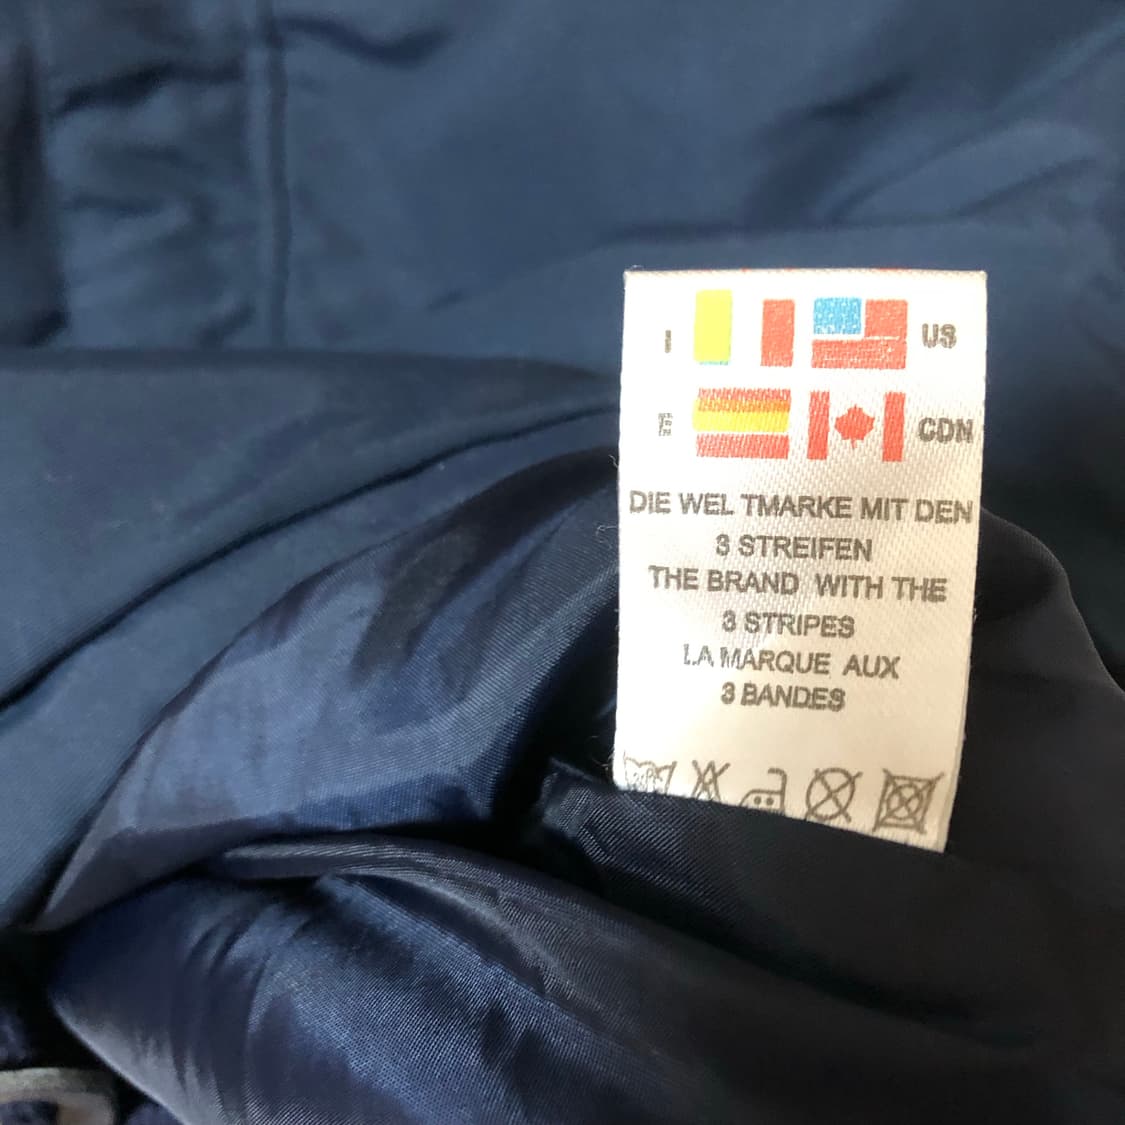 I US
E CDN
DIE WEL TMARKE MIT DEN
3 STREIFEN
THE BRAND WITH THE
3 STRIPES
LA MARQUE AUX
3 BANDES